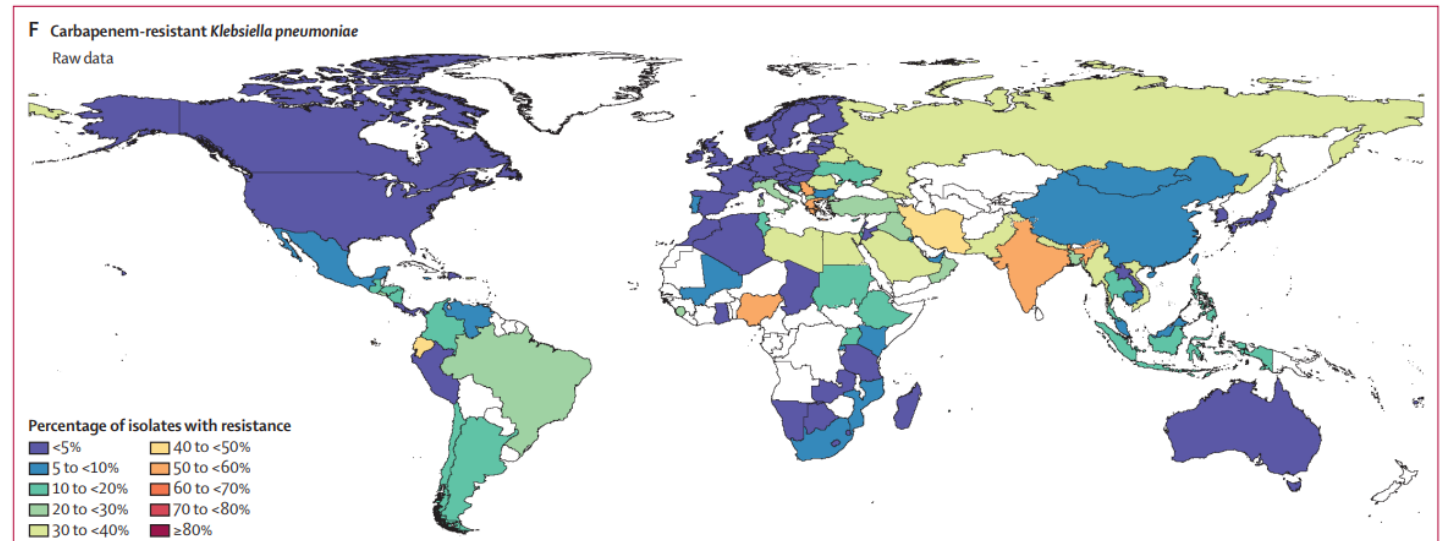 F Carbapenem-resistant Klebsiella pneumoniae
Raw data
Percentage of isolates with resistance
<5% 40 to <50%
5 to <10% 50 to <60%
10 to <20% 60 to <70%
20 to <30% 70 to <80%
30 to <40% ≥80%